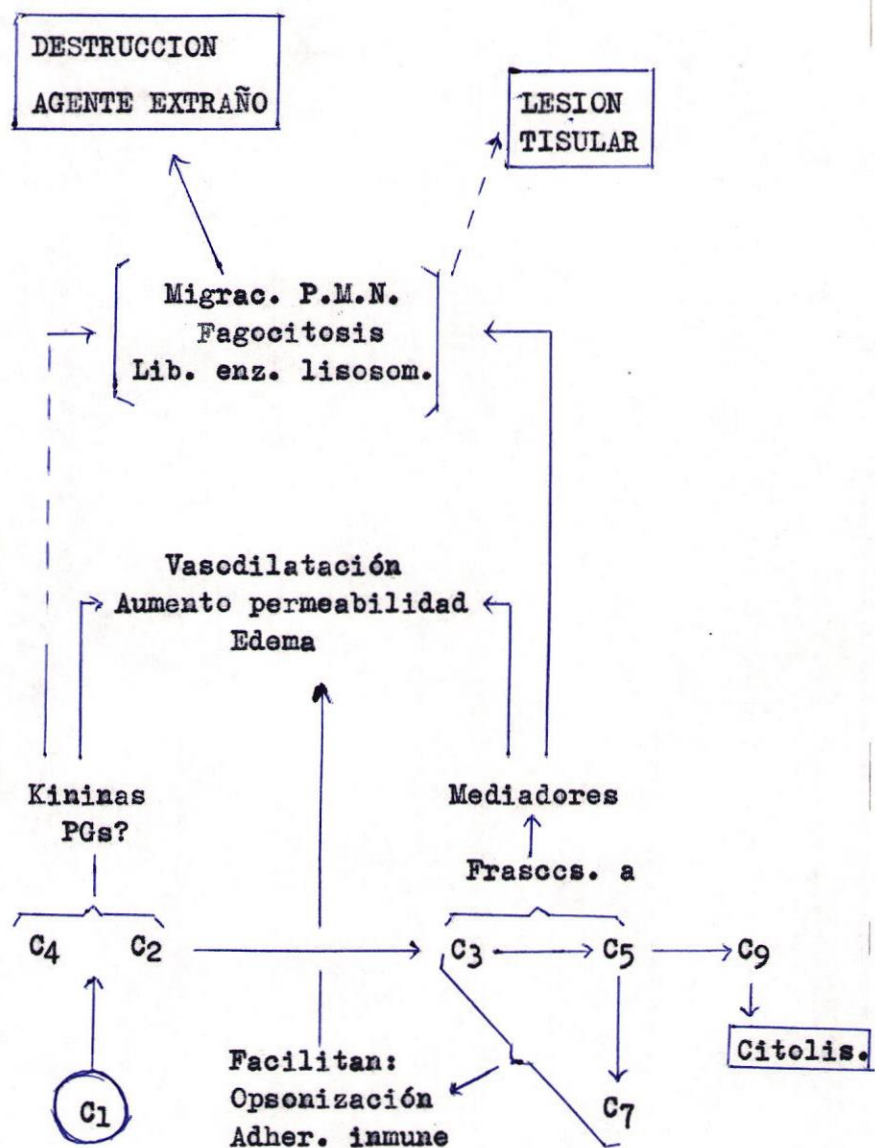 DESTRUCCION
AGENTE EXTRAÑO
LESION
TISULAR
Migrac. P.M.N.
Fagocitosis
Lib. enz. lisosom.
Vasodilatación
Aumento permeabilidad
Edema
Kininas
PGs?
Mediadores
Frasccs. a
C4 C2 C3 C5 C9
Citolis.
Facilitan:
Opsonización
Adher. inmune
C1
C7